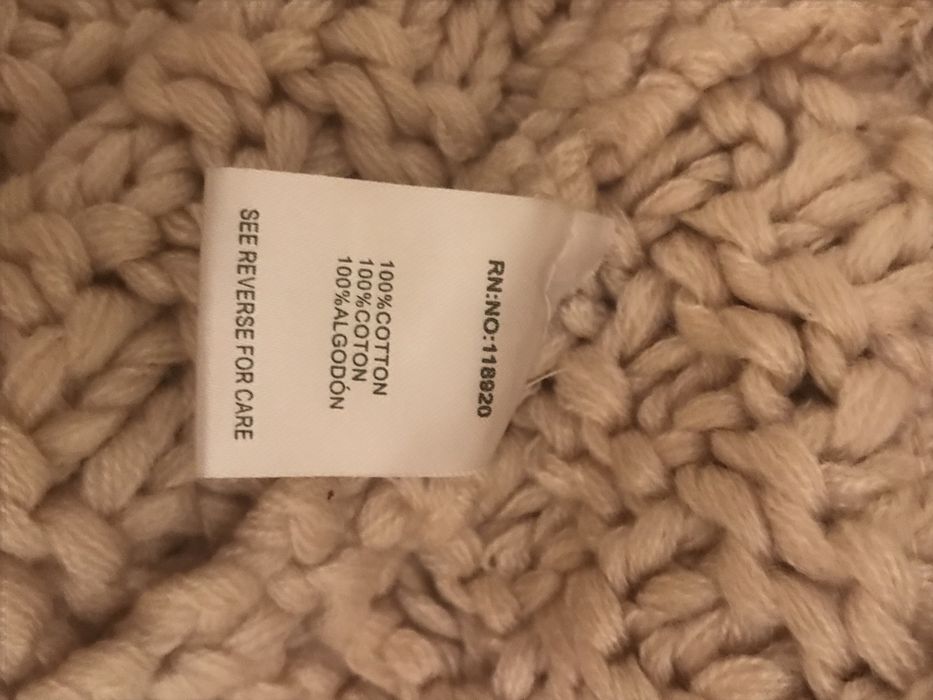 RN:NO:118920
100%COTTON
100%COTON
100%ALGODÓN
SEE REVERSE FOR CARE